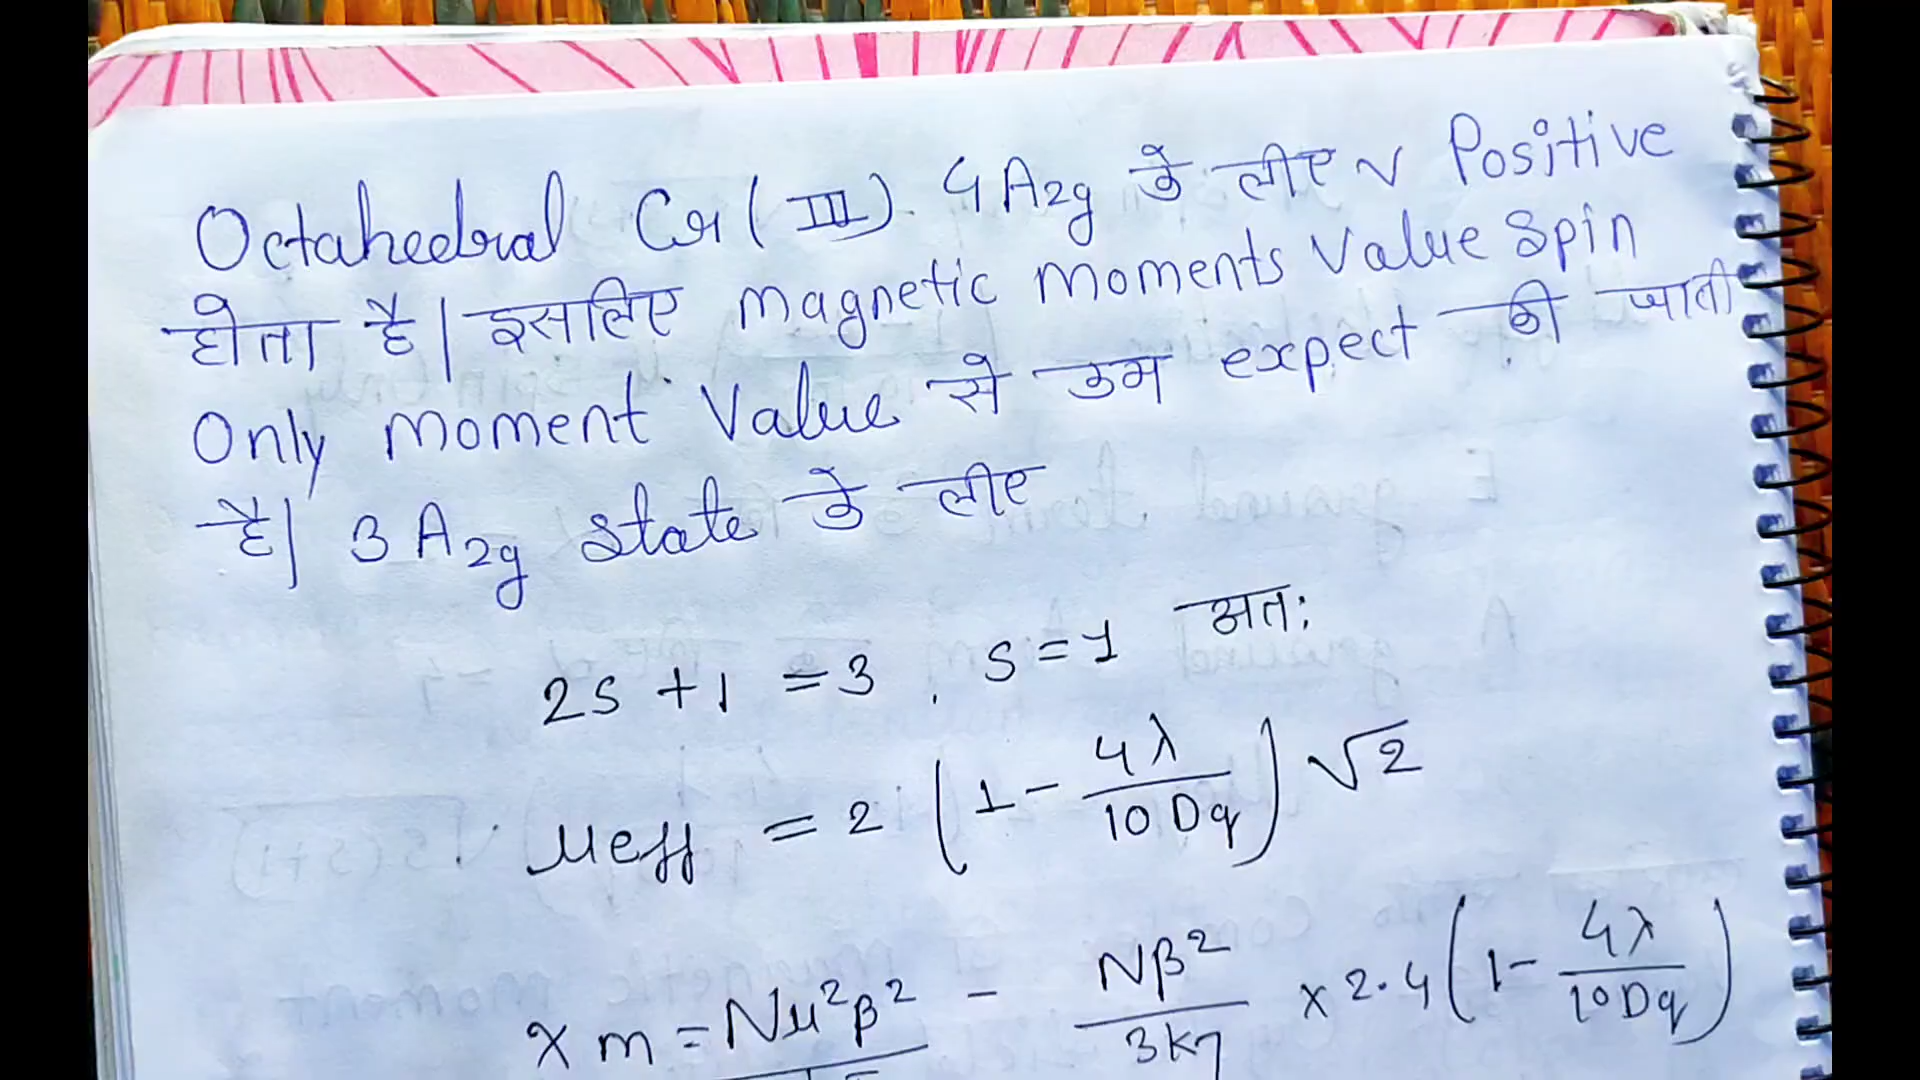 Octahedral Cr (III). 4A2g के लीए ν Positive
होता है| इसलिए magnetic moments value spin
only moment value से कम expect की जाती
है| 3A2g state के लीए
2s + 1 = 3 , s = 1 अत:
μeff = 2 (1 - 4λ/10Dq) √2
χm = Nμ²β² - Nβ²/3kT × 2.4 (1 - 4λ/10Dq)